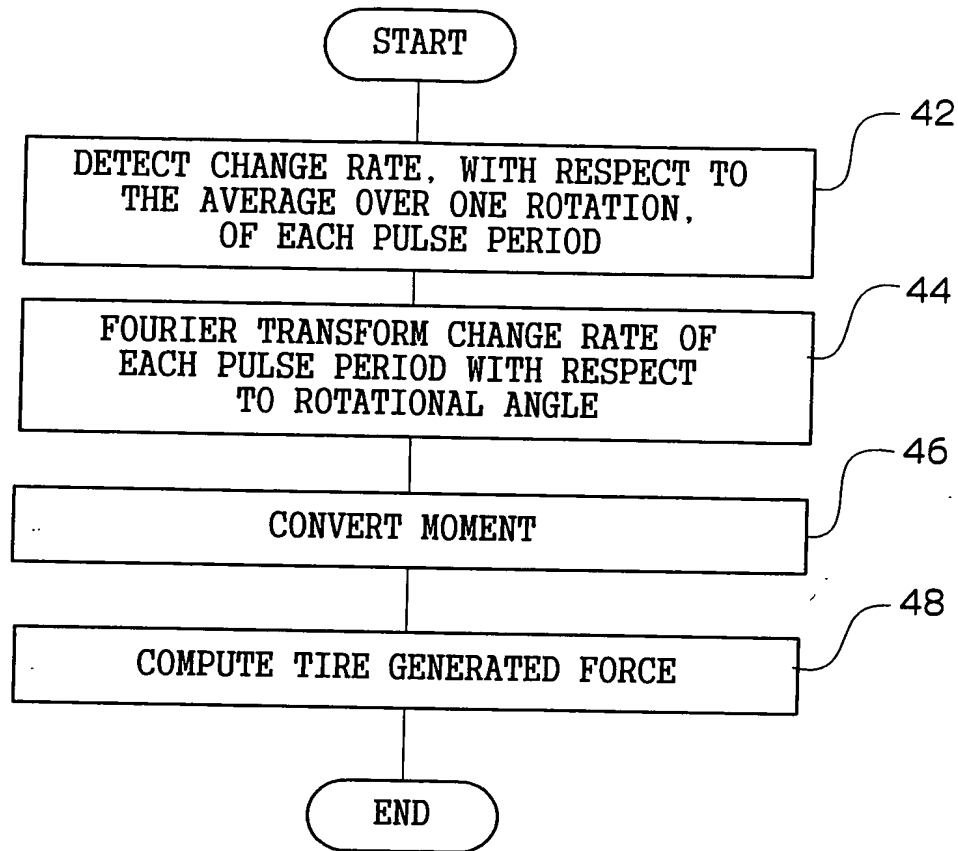 START
42
DETECT CHANGE RATE, WITH RESPECT TO
THE AVERAGE OVER ONE ROTATION,
OF EACH PULSE PERIOD
44
FOURIER TRANSFORM CHANGE RATE OF
EACH PULSE PERIOD WITH RESPECT
TO ROTATIONAL ANGLE
46
CONVERT MOMENT
48
COMPUTE TIRE GENERATED FORCE
END